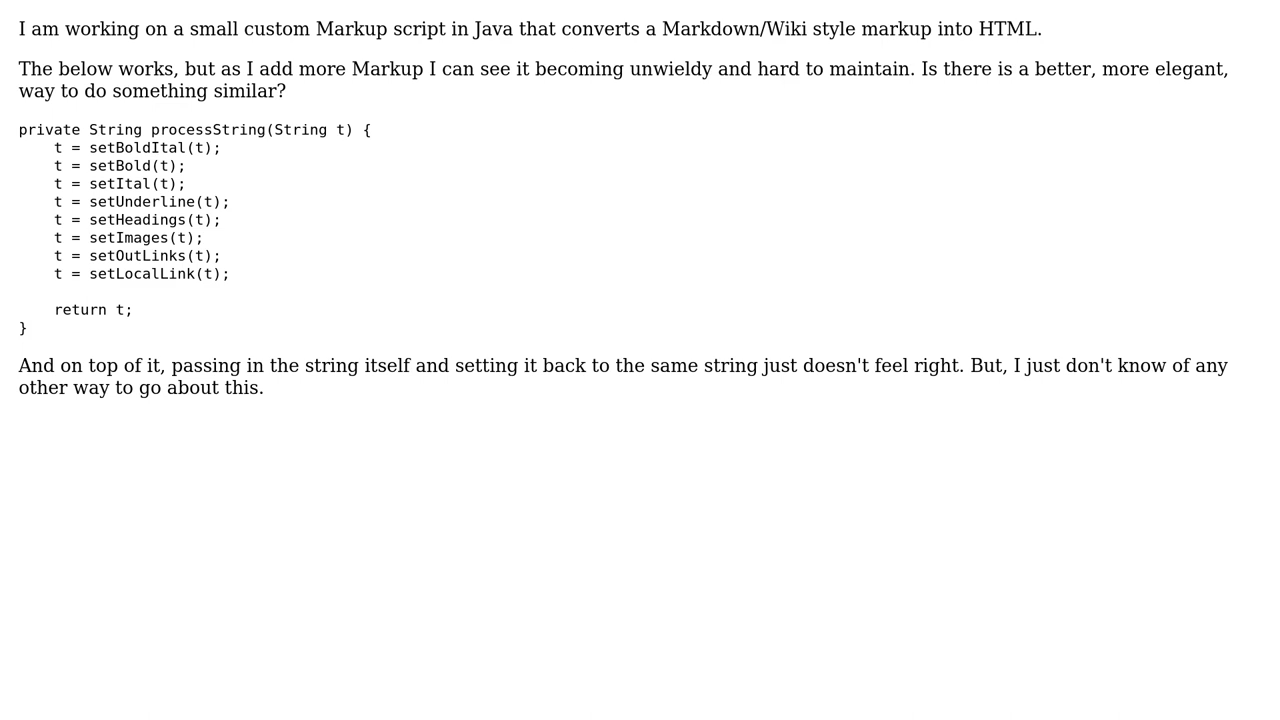 I am working on a small custom Markup script in Java that converts a Markdown/Wiki style markup into HTML.
The below works, but as I add more Markup I can see it becoming unwieldy and hard to maintain. Is there is a better, more elegant,
way to do something similar?
private String processString(String t) {
    t = setBoldItal(t);
    t = setBold(t);
    t = setItal(t);
    t = setUnderline(t);
    t = setHeadings(t);
    t = setImages(t);
    t = setOutLinks(t);
    t = setLocalLink(t);

    return t;
}
And on top of it, passing in the string itself and setting it back to the same string just doesn't feel right. But, I just don't know of any
other way to go about this.